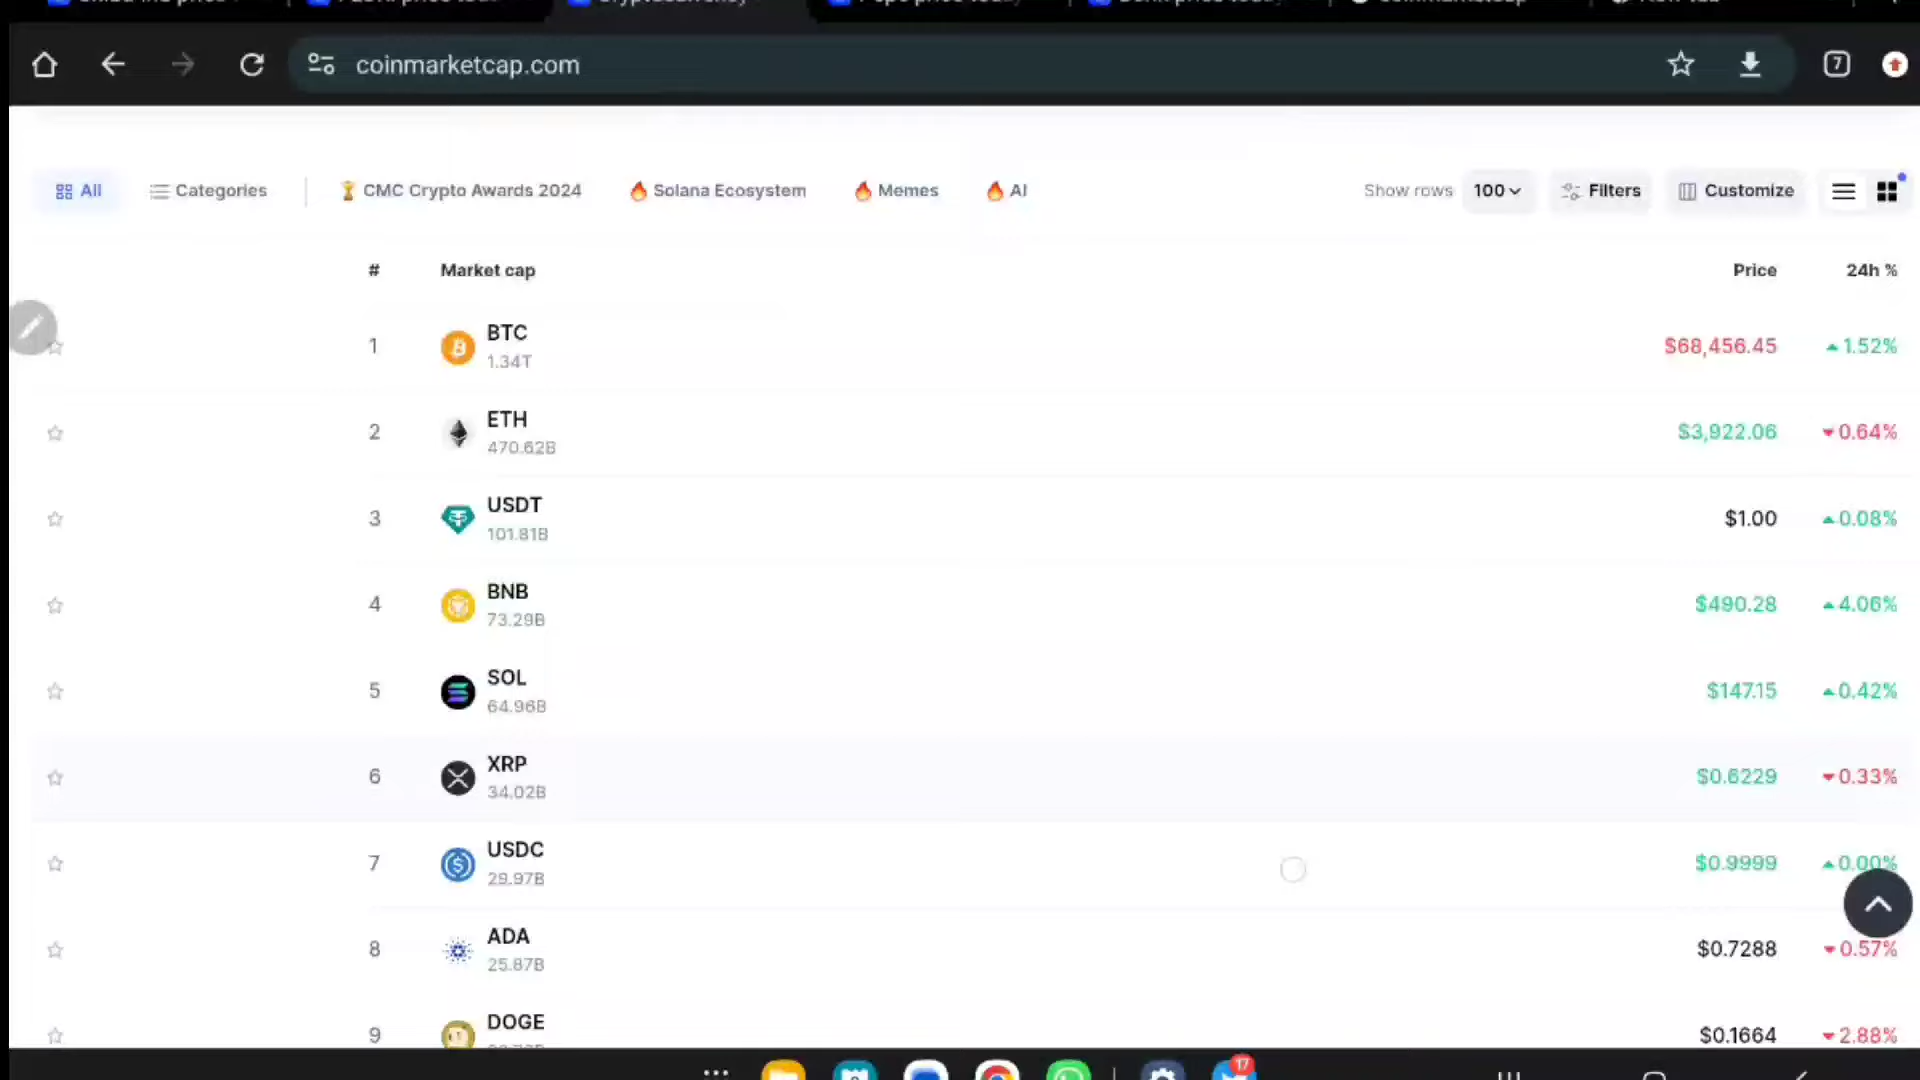 7
coinmarketcap.com
All
Categories
CMC Crypto Awards 2024
Solana Ecosystem
Memes
AI
Show rows
100
Filters
Customize
#
Market cap
Price
24h %
1
BTC
1.34T
$68,456.45
1.52%
2
ETH
470.62B
$3,922.06
0.64%
3
USDT
101.81B
$1.00
0.08%
4
BNB
73.29B
$490.28
4.06%
5
SOL
64.96B
$147.15
0.42%
6
XRP
34.02B
$0.6229
0.33%
7
USDC
29.97B
$0.9999
0.00%
8
ADA
25.87B
$0.7288
0.57%
9
DOGE
$0.1664
2.88%
17